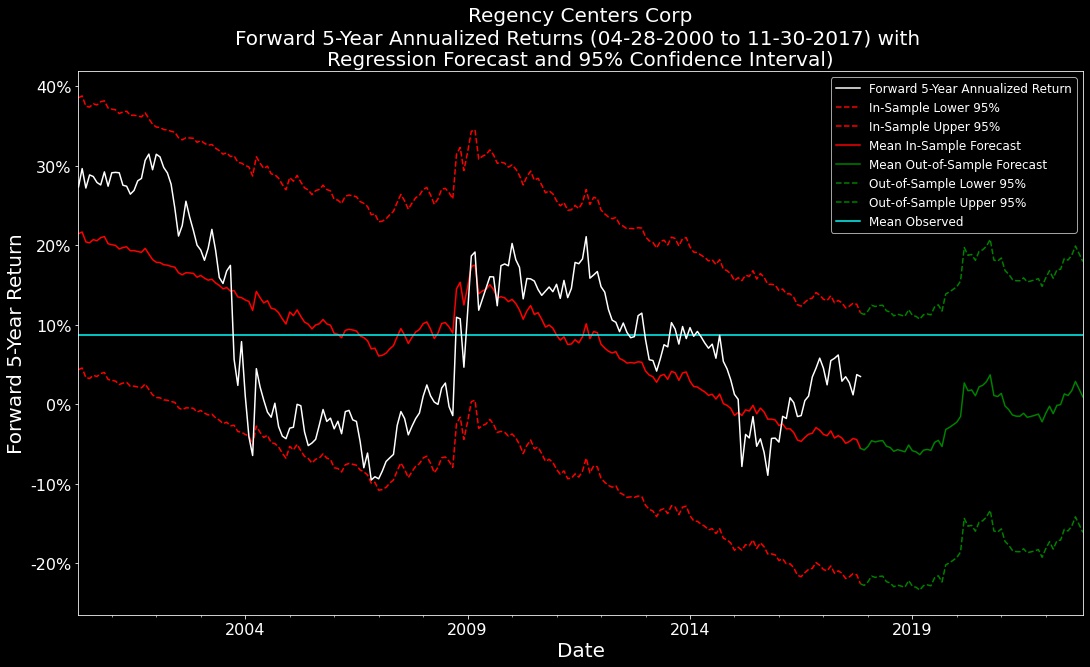 Regency Centers Corp
Forward 5-Year Annualized Returns (04-28-2000 to 11-30-2017) with
Regression Forecast and 95% Confidence Interval)
Forward 5-Year Annualized Return
In-Sample Lower 95%
In-Sample Upper 95%
Mean In-Sample Forecast
Mean Out-of-Sample Forecast
Out-of-Sample Lower 95%
Out-of-Sample Upper 95%
Mean Observed
Forward 5-Year Return
40%
30%
20%
10%
0%
-10%
-20%
2004
2009
2014
2019
Date